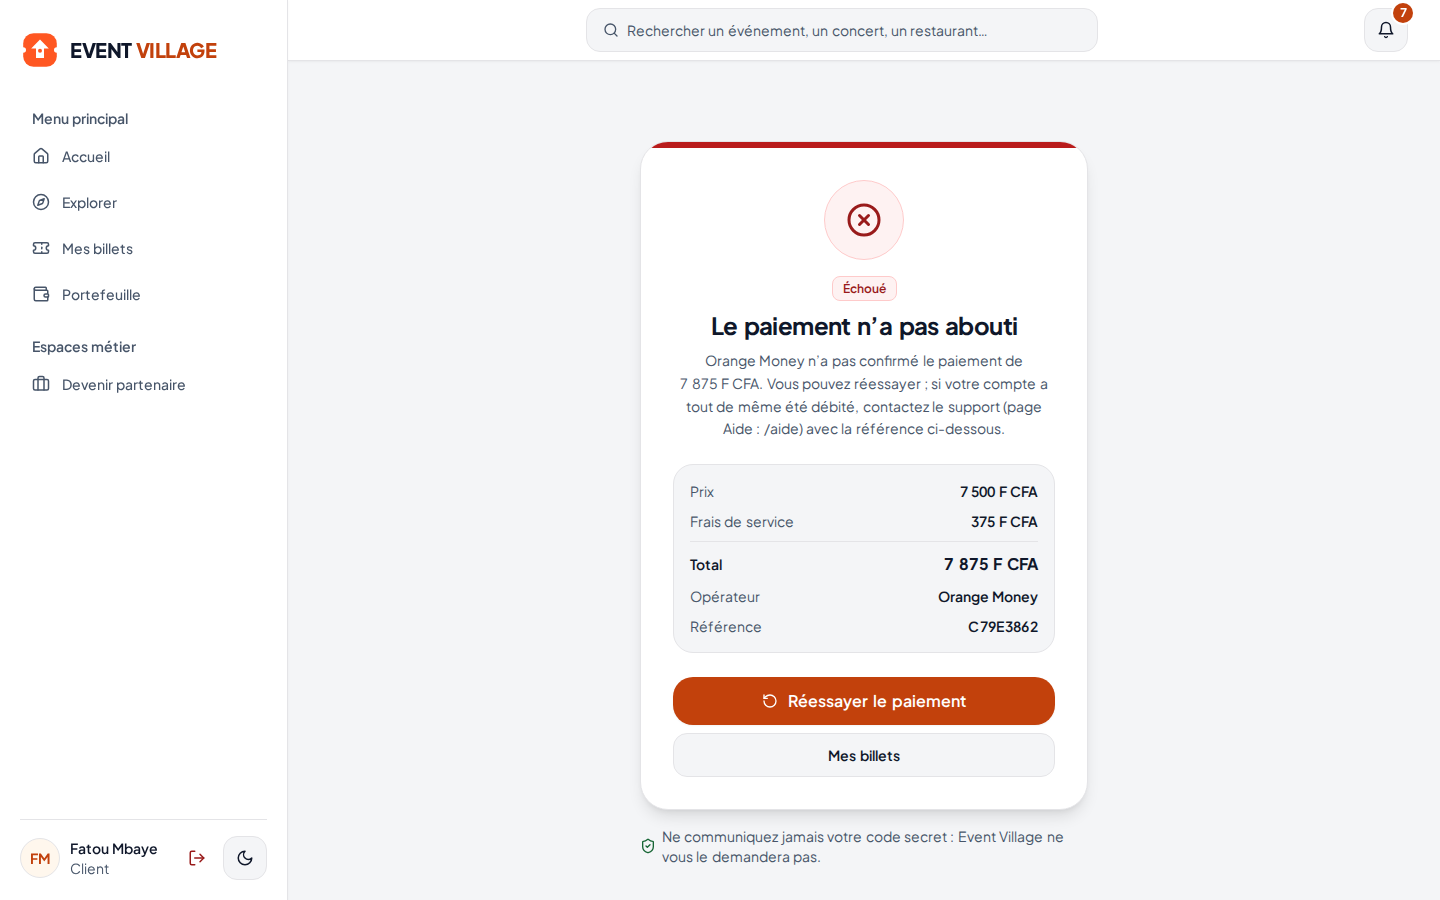 EVENT VILLAGE
Rechercher un événement, un concert, un restaurant...
7
Menu principal
Accueil
Explorer
Mes billets
Portefeuille
Espaces métier
Devenir partenaire
Échoué
Le paiement n’a pas abouti
Orange Money n’a pas confirmé le paiement de
7 875 F CFA. Vous pouvez réessayer ; si votre compte a
tout de même été débité, contactez le support (page
Aide : /aide) avec la référence ci-dessous.
Prix 7 500 F CFA
Frais de service 375 F CFA
Total 7 875 F CFA
Opérateur Orange Money
Référence C79E3862
Réessayer le paiement
Mes billets
Ne communiquez jamais votre code secret : Event Village ne
vous le demandera pas.
FM
Fatou Mbaye
Client